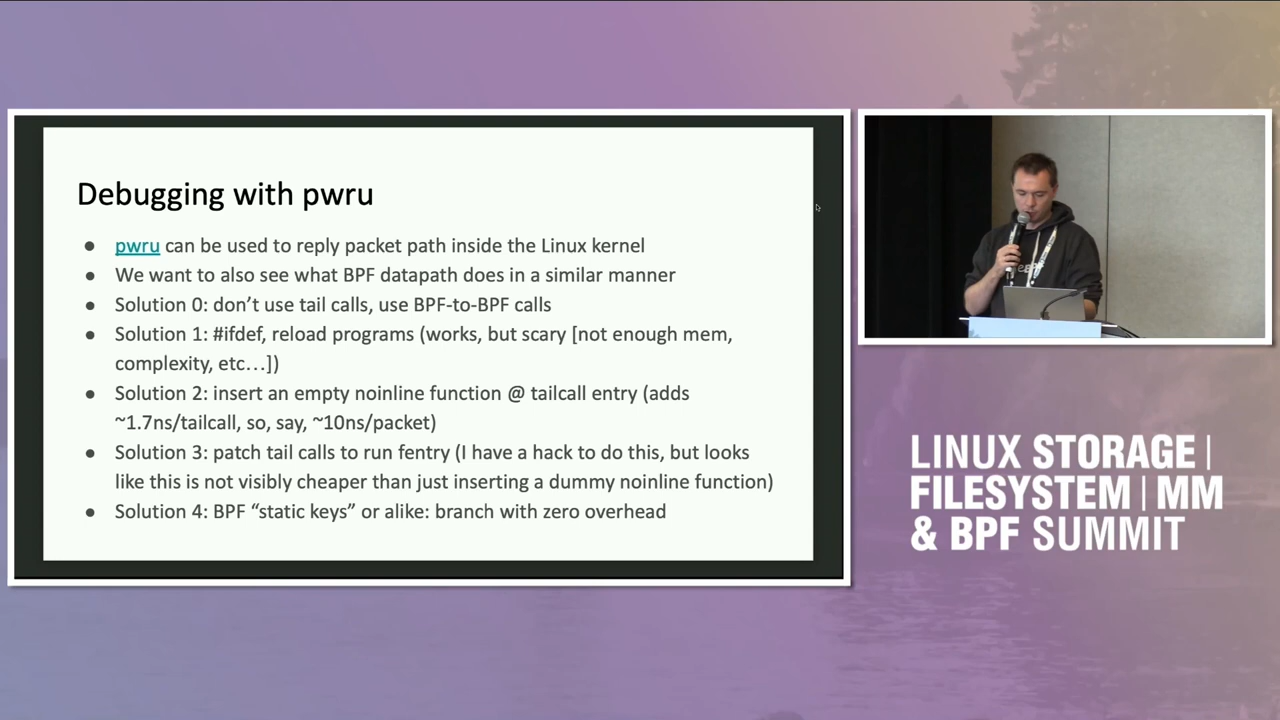 Debugging with pwru
● pwru can be used to reply packet path inside the Linux kernel
● We want to also see what BPF datapath does in a similar manner
● Solution 0: don’t use tail calls, use BPF-to-BPF calls
● Solution 1: #ifdef, reload programs (works, but scary [not enough mem,
complexity, etc…])
● Solution 2: insert an empty noinline function @ tailcall entry (adds
~1.7ns/tailcall, so, say, ~10ns/packet)
● Solution 3: patch tail calls to run fentry (I have a hack to do this, but looks
like this is not visibly cheaper than just inserting a dummy noinline function)
● Solution 4: BPF “static keys” or alike: branch with zero overhead
LINUX STORAGE |
FILESYSTEM | MM
& BPF SUMMIT